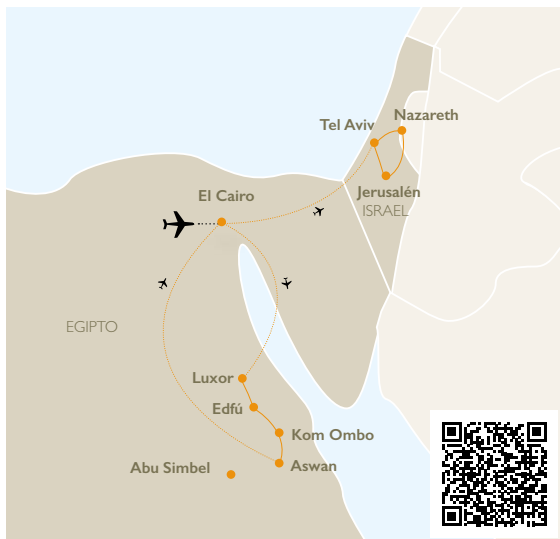 Nazareth
Tel Aviv
Jerusalén
ISRAEL
El Cairo
EGIPTO
Luxor
Edfú
Kom Ombo
Aswan
Abu Simbel